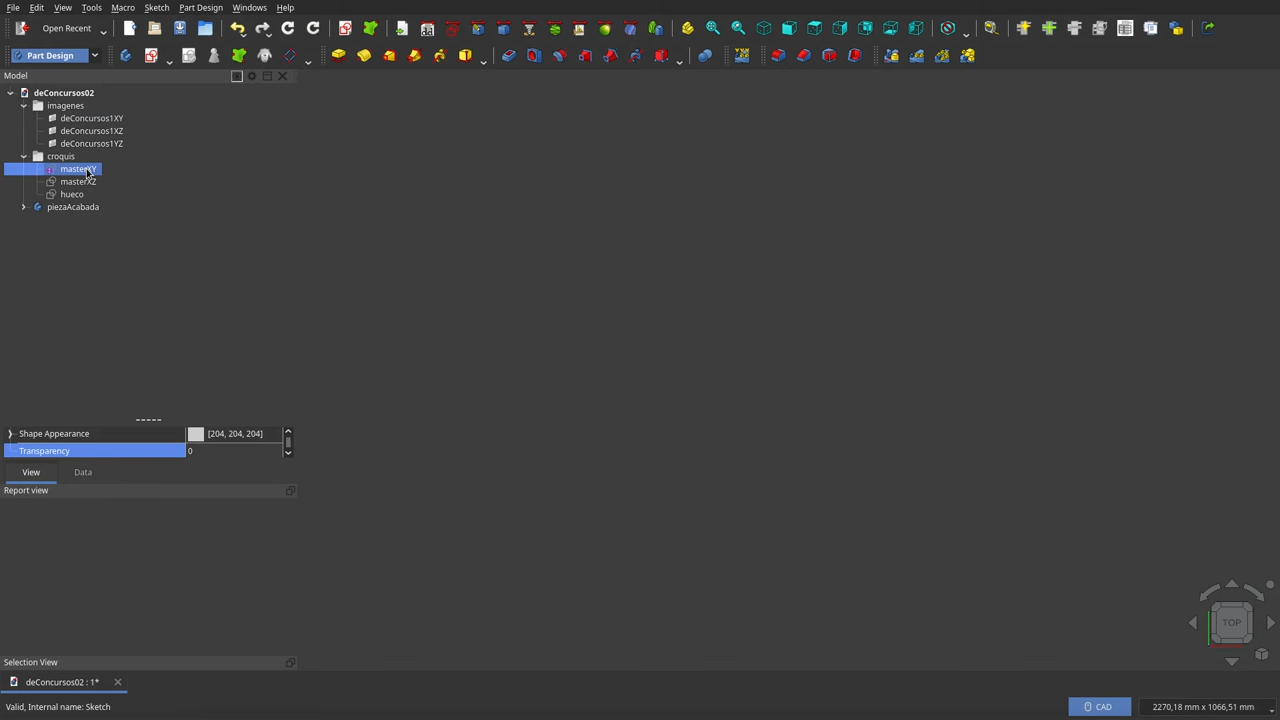 File Edit View Tools Macro Sketch Part Design Windows Help
Open Recent
Part Design
Model
deConcursos02
imagenes
deConcursos1XY
deConcursos1XZ
deConcursos1YZ
croquis
masterXY
masterXZ
hueco
piezaAcabada
Shape Appearance [204, 204, 204]
Transparency 0
View Data
Report view
TOP
Selection View
deConcursos02 : 1*
Valid, Internal name: Sketch CAD 2270,18 mm x 1066,51 mm